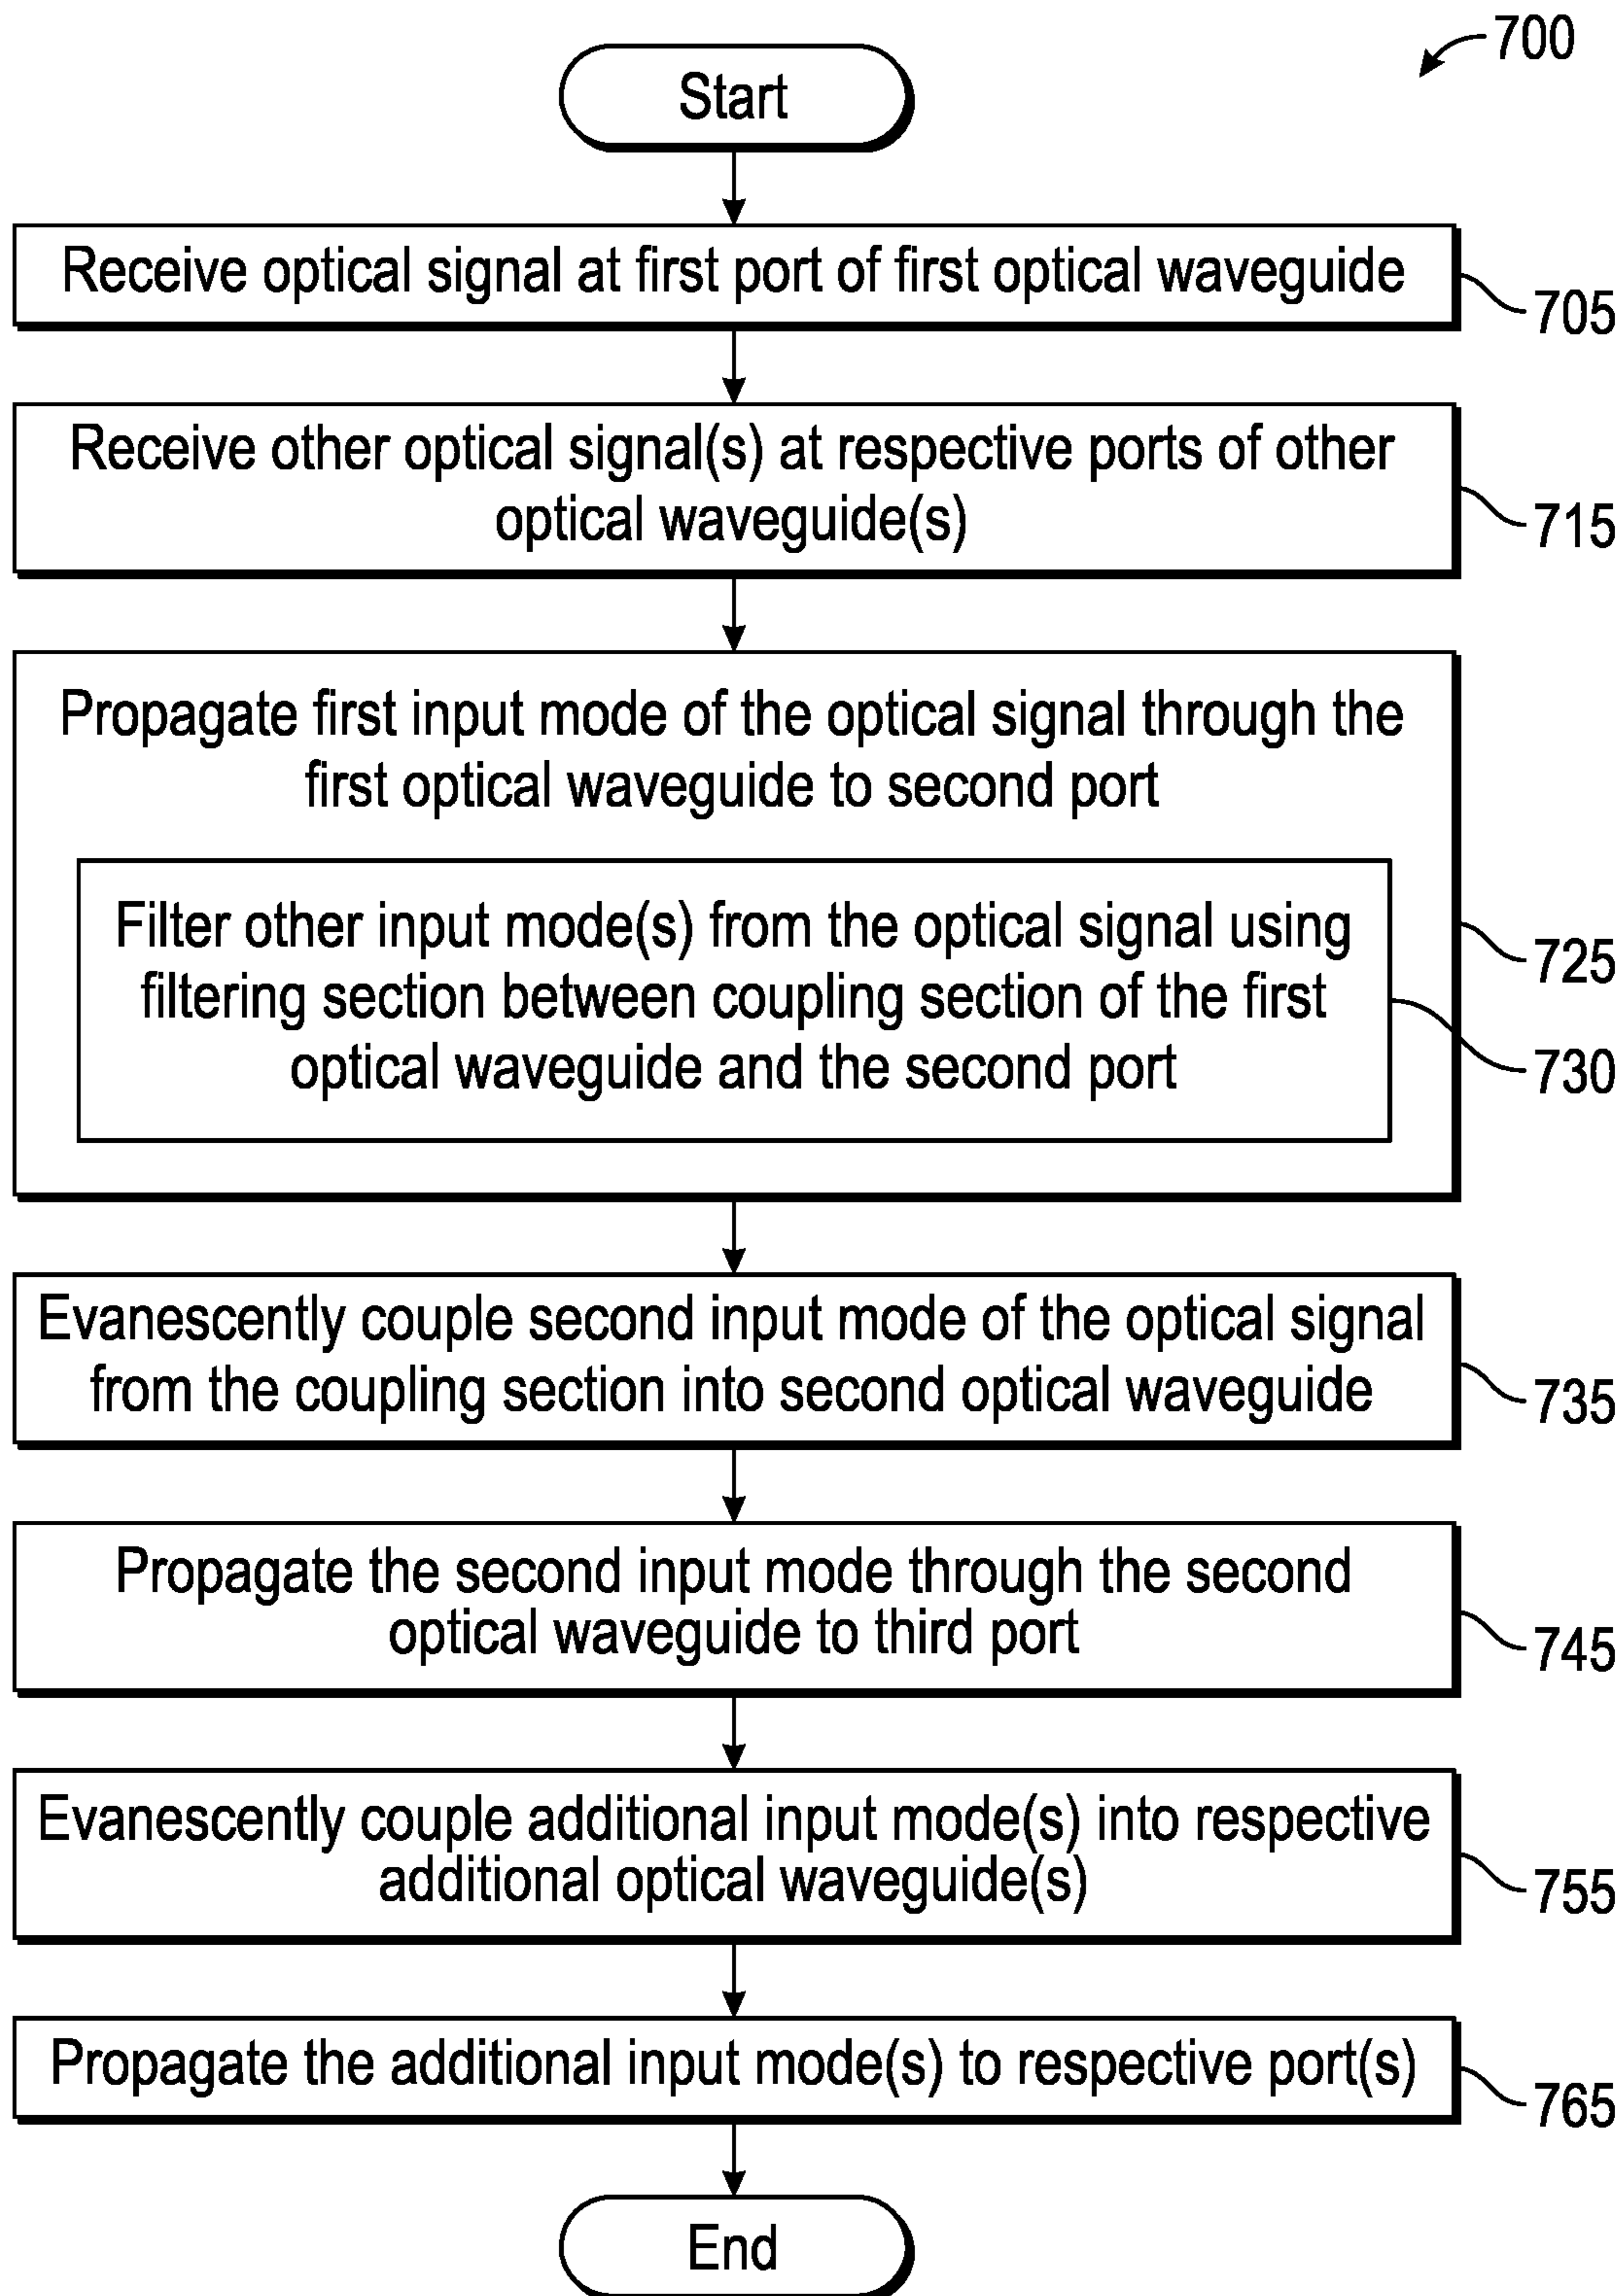 700
Start
Receive optical signal at first port of first optical waveguide
705
Receive other optical signal(s) at respective ports of other
optical waveguide(s)
715
Propagate first input mode of the optical signal through the
first optical waveguide to second port
Filter other input mode(s) from the optical signal using
filtering section between coupling section of the first
optical waveguide and the second port
725
730
Evanescently couple second input mode of the optical signal
from the coupling section into second optical waveguide
735
Propagate the second input mode through the second
optical waveguide to third port
745
Evanescently couple additional input mode(s) into respective
additional optical waveguide(s)
755
Propagate the additional input mode(s) to respective port(s)
765
End